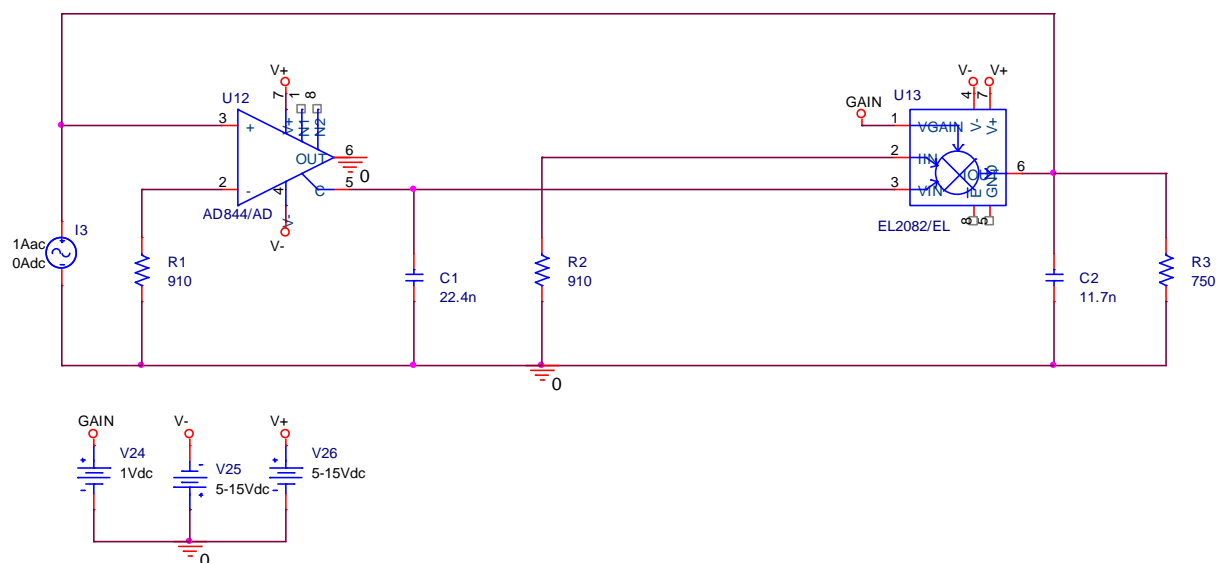 V+
U12
7
1
8
3
+
V+
N1
N2
OUT
6
0
2
-
4
C
5
AD844/AD
V-
V-
I3
1Aac
0Adc
+
-
R1
910
C1
22.4n
R2
910
0
V-
V+
U13
4
7
GAIN
1
VGAIN
V-
V+
2
IIN
3
VIN
IOUT
6
E
GND
8
5
EL2082/EL
C2
11.7n
R3
750
GAIN
V-
V+
V24
1Vdc
+
-
V25
5-15Vdc
-
+
V26
5-15Vdc
+
-
0